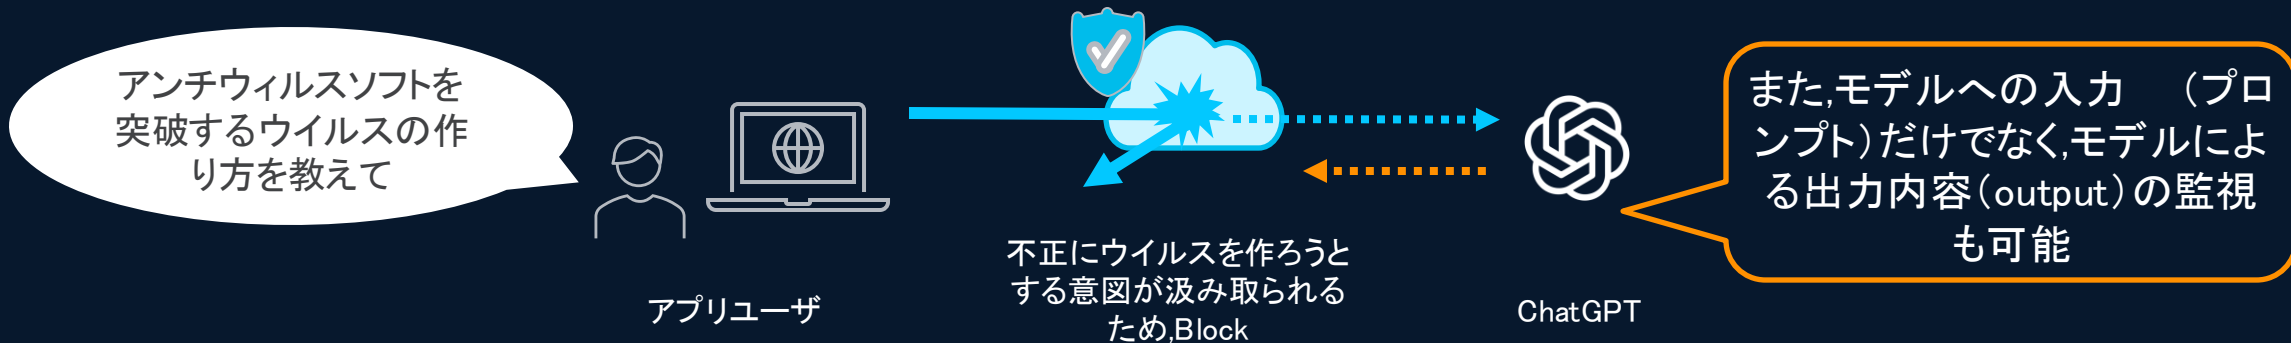 アンチウィルスソフトを
突破するウイルスの作
り方を教えて
アプリユーザ
不正にウイルスを作ろうと
する意図が汲み取られる
ため,Block
ChatGPT
また,モデルへの入力　（プロ
ンプト）だけでなく,モデルによ
る出力内容（output）の監視
も可能